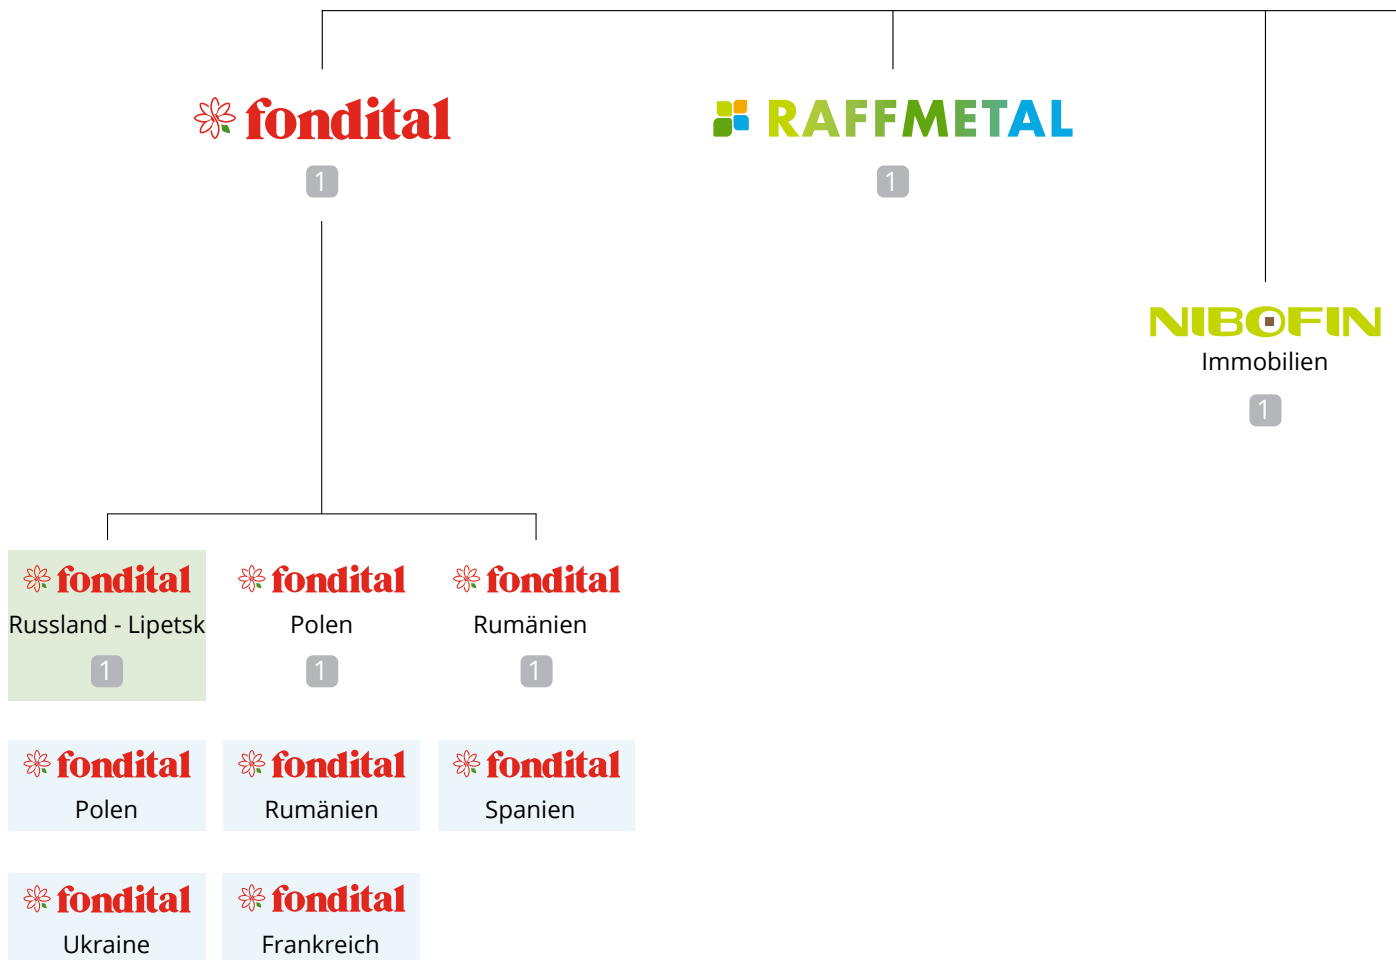 fondital
RAFFMETAL
1
1
NIBOFIN
Immobilien
1
fondital
fondital
fondital
Russland - Lipetsk
Polen
Rumänien
1
1
1
fondital
fondital
fondital
Polen
Rumänien
Spanien
fondital
fondital
Ukraine
Frankreich